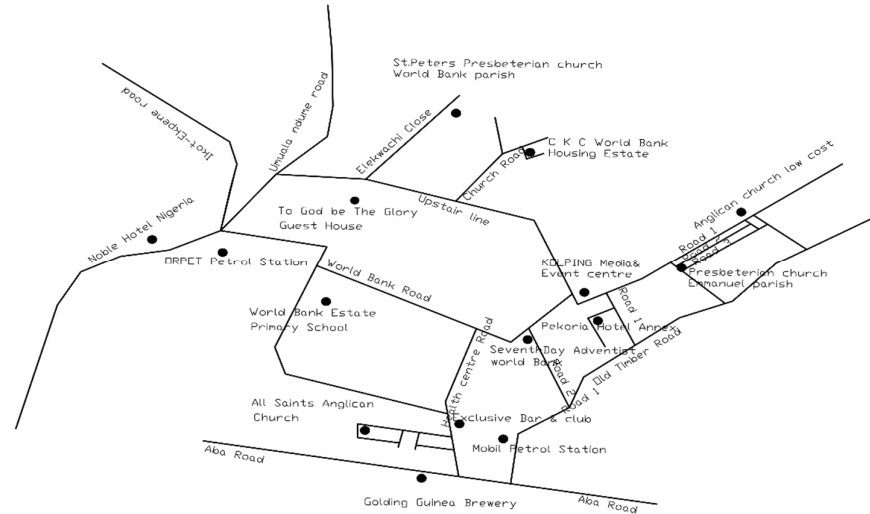 St.Peters Presbeterian church
World Bank parish
Ikot-Ekpene road
Umuala ndume road
Elekwachi Close
Church Road
C K C World Bank
Housing Estate
Anglican church low cost
Noble Hotel Nigeria
To God be The Glory
Guest House
Upstair line
ORPET Petrol Station
World Bank Road
KOLPING Media&
Event centre
Road 1
Road 2
Road 3
Presbeterian church
Emmanuel parish
World Bank Estate
Primary School
Road 1
Pekoria Hotel Annex
Seventh Day Adventist
world Bank
Health centre Road
Old Timber Road
Road 2
Road 1
All Saints Anglican
Church
Exclusive Bar & club
Mobil Petrol Station
Aba Road
Golding Guinea Brewery
Aba Road